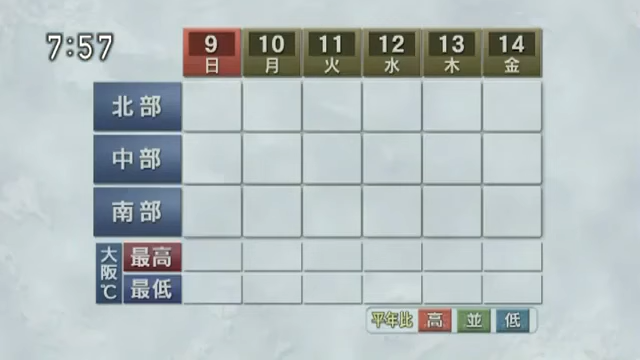 7:57
9 10 11 12 13 14
日 月 火 水 木 金
北部
中部
南部
大阪℃ 最高
最低
平年比 高 並 低